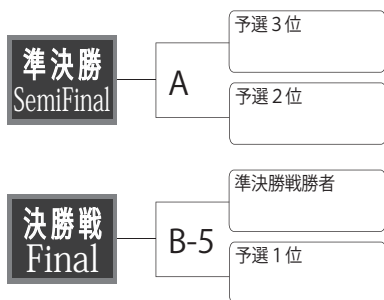 予選3位
準決勝
SemiFinal
A
予選2位
準決勝戦勝者
決勝戦
Final
B-5
予選1位